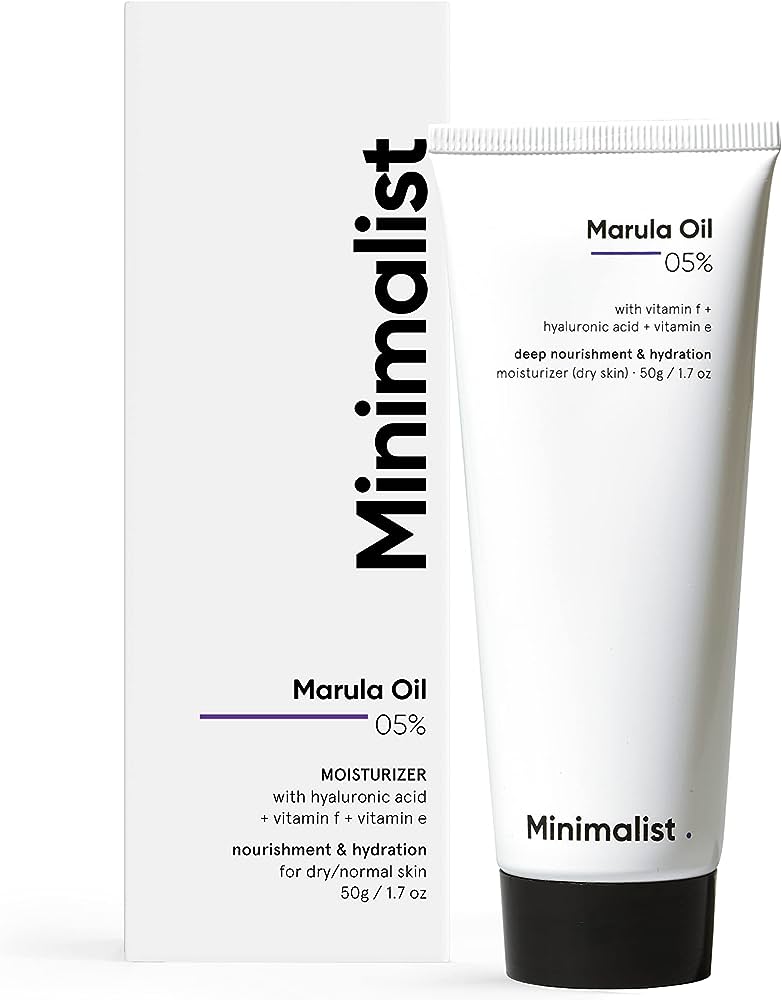 Minimalist
Marula Oil
05%
MOISTURIZER
with hyaluronic acid
+ vitamin f + vitamin e
nourishment & hydration
for dry/normal skin
50g / 1.7 oz
Marula Oil
05%
with vitamin f +
hyaluronic acid + vitamin e
deep nourishment & hydration
moisturizer (dry skin) · 50g / 1.7 oz
Minimalist .